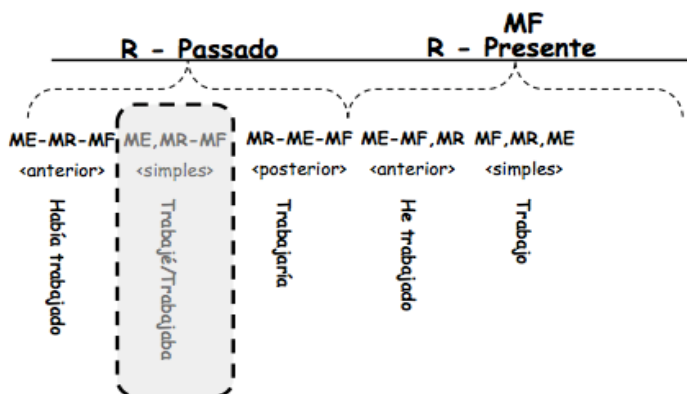 MF
R - Passado R - Presente
ME-MR-MF ME,MR-MF MR-ME-MF ME-MF,MR MF,MR,ME
<anterior> <simples> <posterior> <anterior> <simples>
Había trabajado
Trabajé/Trabajaba
Trabajaría
He trabajado
Trabajo